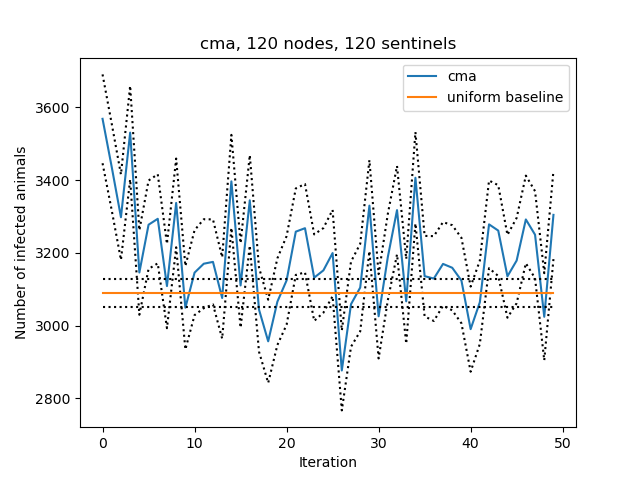 cma, 120 nodes, 120 sentinels
cma
uniform baseline
3600
3400
3200
3000
2800
Number of infected animals
0
10
20
30
40
50
Iteration